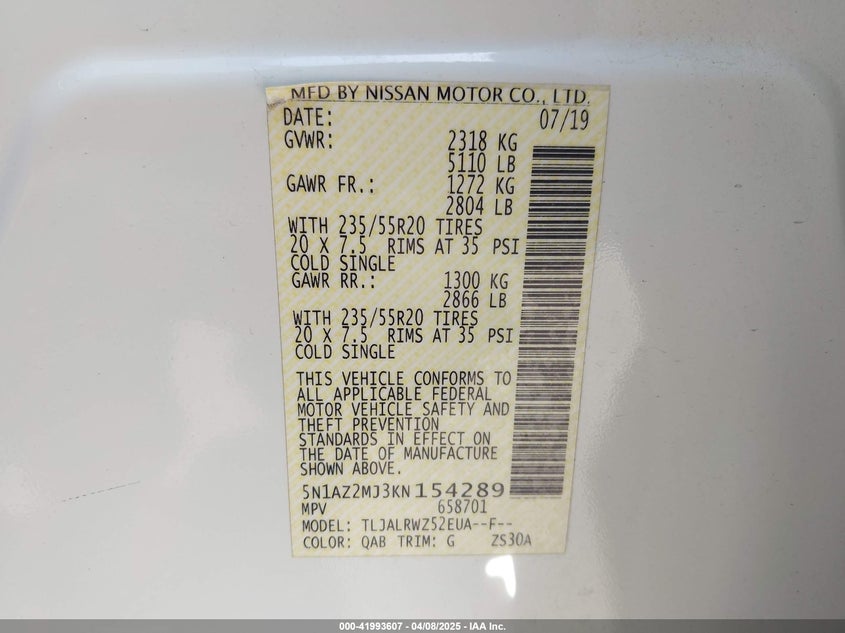 MFD BY NISSAN MOTOR CO., LTD.
DATE: 07/19
GVWR: 2318 KG
5110 LB
GAWR FR.: 1272 KG
2804 LB
WITH 235/55R20 TIRES
20 X 7.5 RIMS AT 35 PSI
COLD SINGLE
GAWR RR.: 1300 KG
2866 LB
WITH 235/55R20 TIRES
20 X 7.5 RIMS AT 35 PSI
COLD SINGLE
THIS VEHICLE CONFORMS TO
ALL APPLICABLE FEDERAL
MOTOR VEHICLE SAFETY AND
THEFT PREVENTION
STANDARDS IN EFFECT ON
THE DATE OF MANUFACTURE
SHOWN ABOVE.
5N1AZ2MJ3KN154289
MPV 658701
MODEL: TLJALRWZ52EUA--F--
COLOR: QAB TRIM: G ZS30A
000-41993607 - 04/08/2025 - IAA Inc.